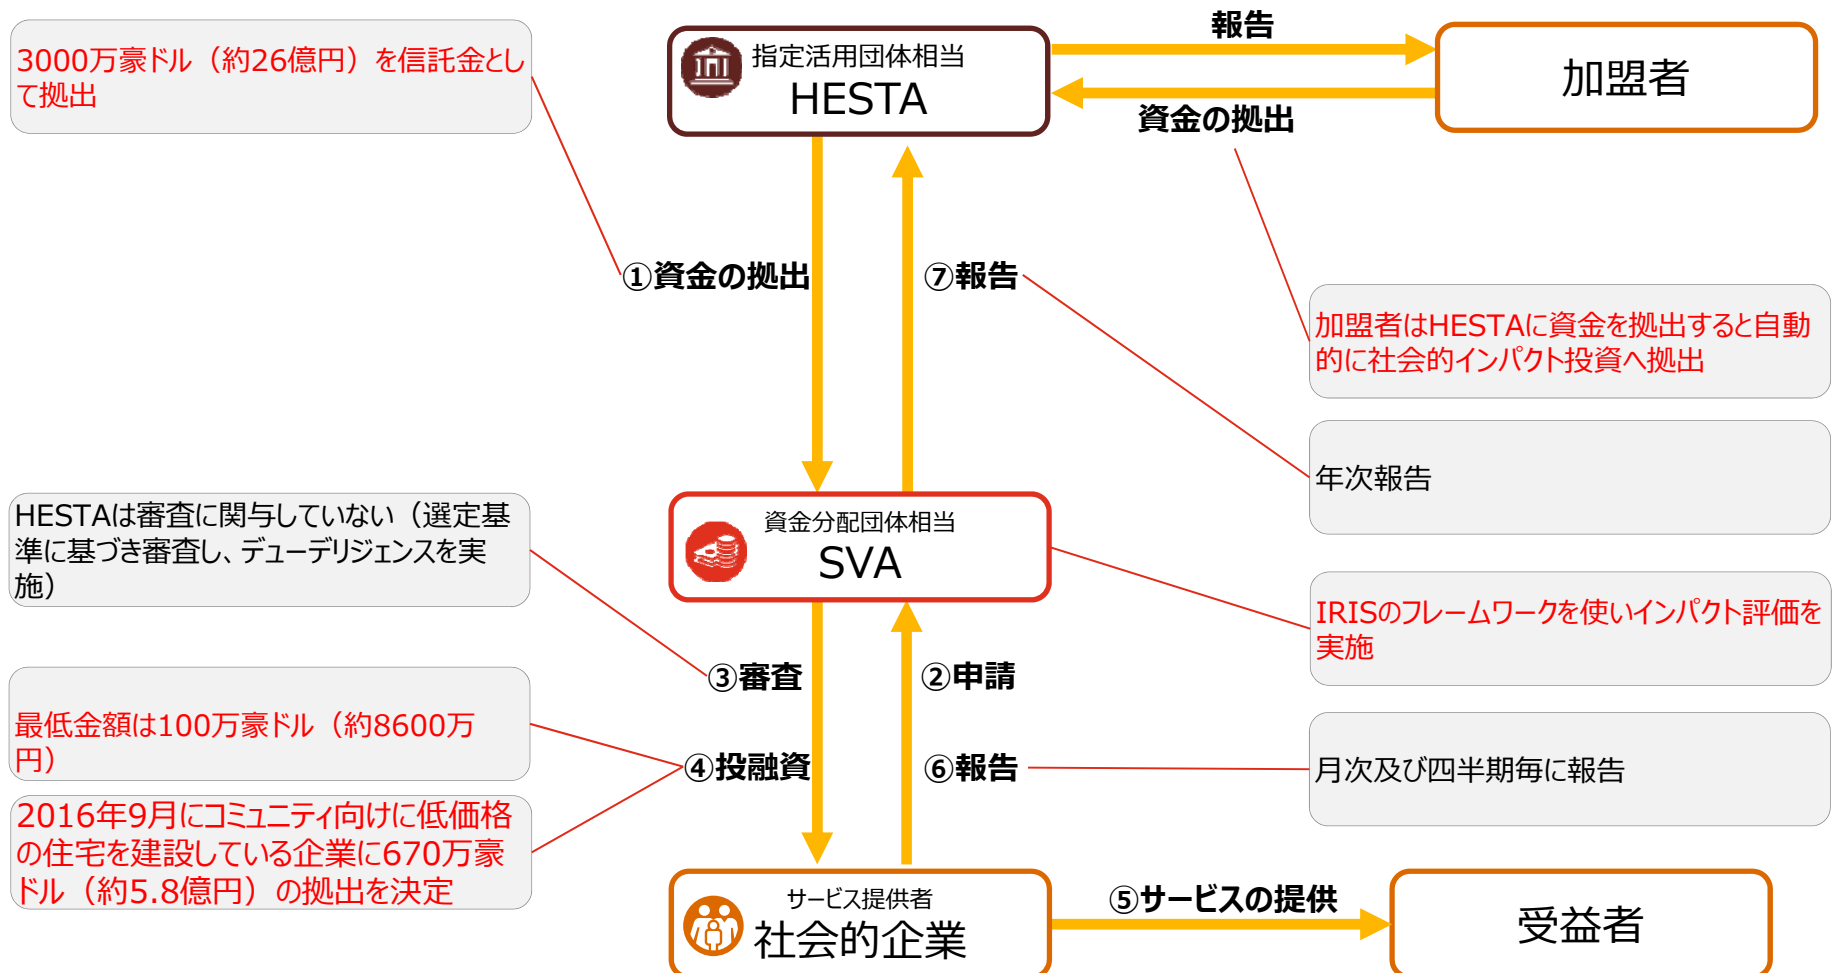 3000万豪ドル（約26億円）を信託金とし
て拠出
指定活用団体相当
HESTA
報告
資金の拠出
加盟者
①資金の拠出
⑦報告
加盟者はHESTAに資金を拠出すると自動
的に社会的インパクト投資へ拠出
年次報告
HESTAは審査に関与していない（選定基
準に基づき審査し、デューデリジェンスを実
施）
資金分配団体相当
SVA
IRISのフレームワークを使いインパクト評価を
実施
③審査
②申請
最低金額は100万豪ドル（約8600万
円）
④投融資
⑥報告
月次及び四半期毎に報告
2016年9月にコミュニティ向けに低価格
の住宅を建設している企業に670万豪
ドル（約5.8億円）の拠出を決定
サービス提供者
社会的企業
⑤サービスの提供
受益者